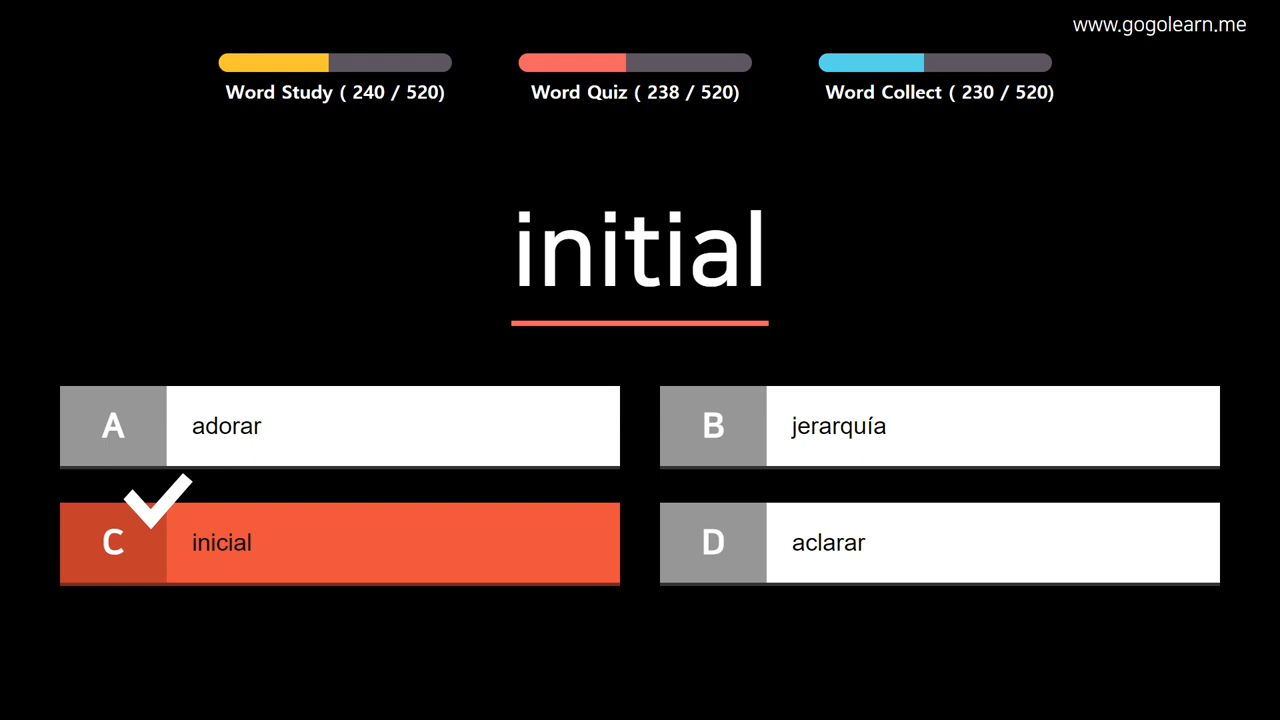 www.gogolearn.me
Word Study ( 240 / 520)
Word Quiz ( 238 / 520)
Word Collect ( 230 / 520)
initial
A
adorar
B
jerarquía
C
inicial
D
aclarar